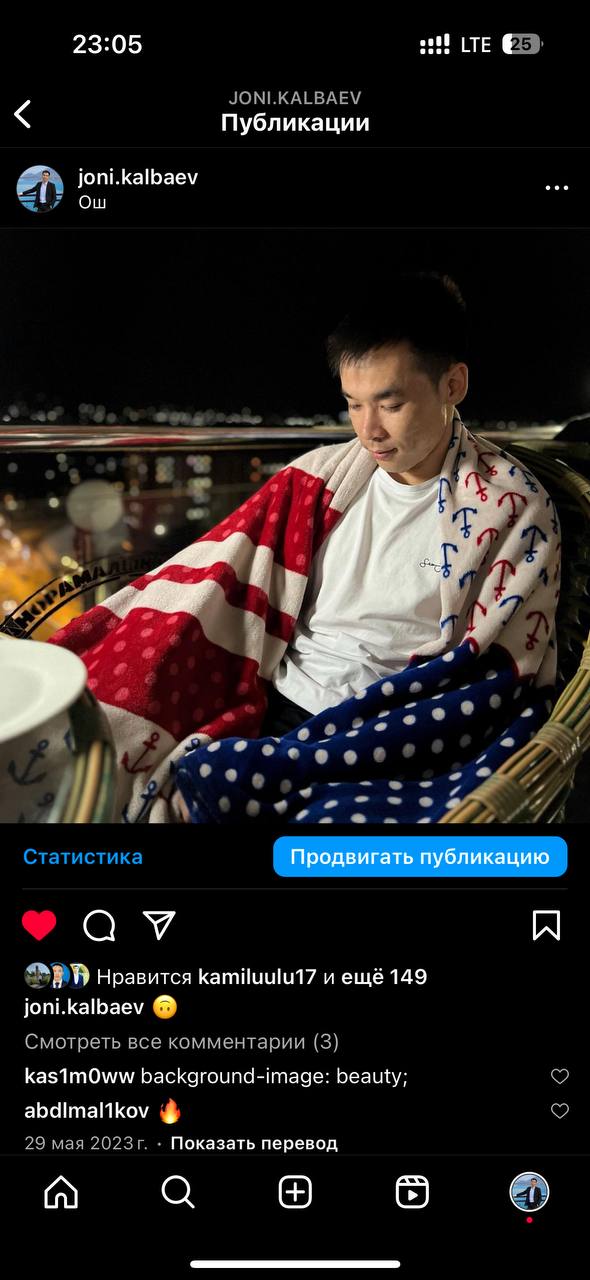 23:05
LTE 25
JONI.KALBAEV
Публикации
joni.kalbaev
Ош
Статистика
Продвигать публикацию
Нравится kamiluulu17 и ещё 149
joni.kalbaev 🙃
Смотреть все комментарии (3)
kas1m0ww background-image: beauty;
abdlmal1kov 🔥
29 мая 2023 г. · Показать перевод